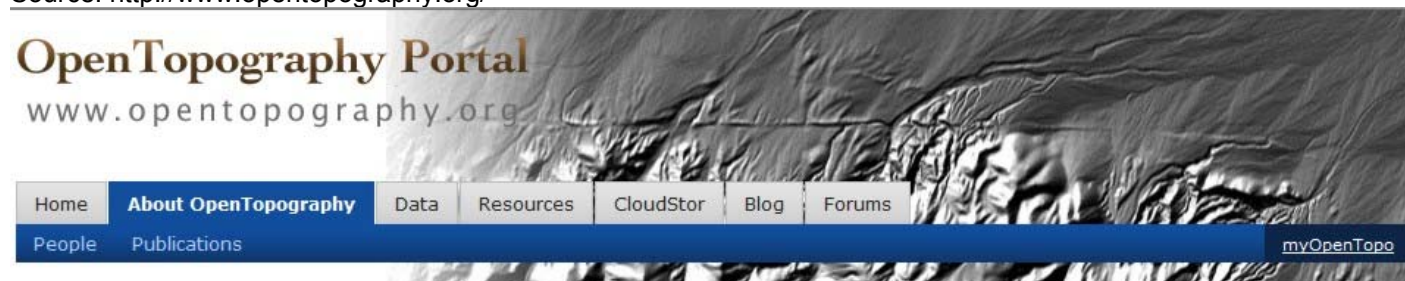 Source: http://www.opentopography.org/
OpenTopography Portal
www.opentopography.org
Home About OpenTopography Data Resources CloudStor Blog Forums
People Publications myOpenTopo